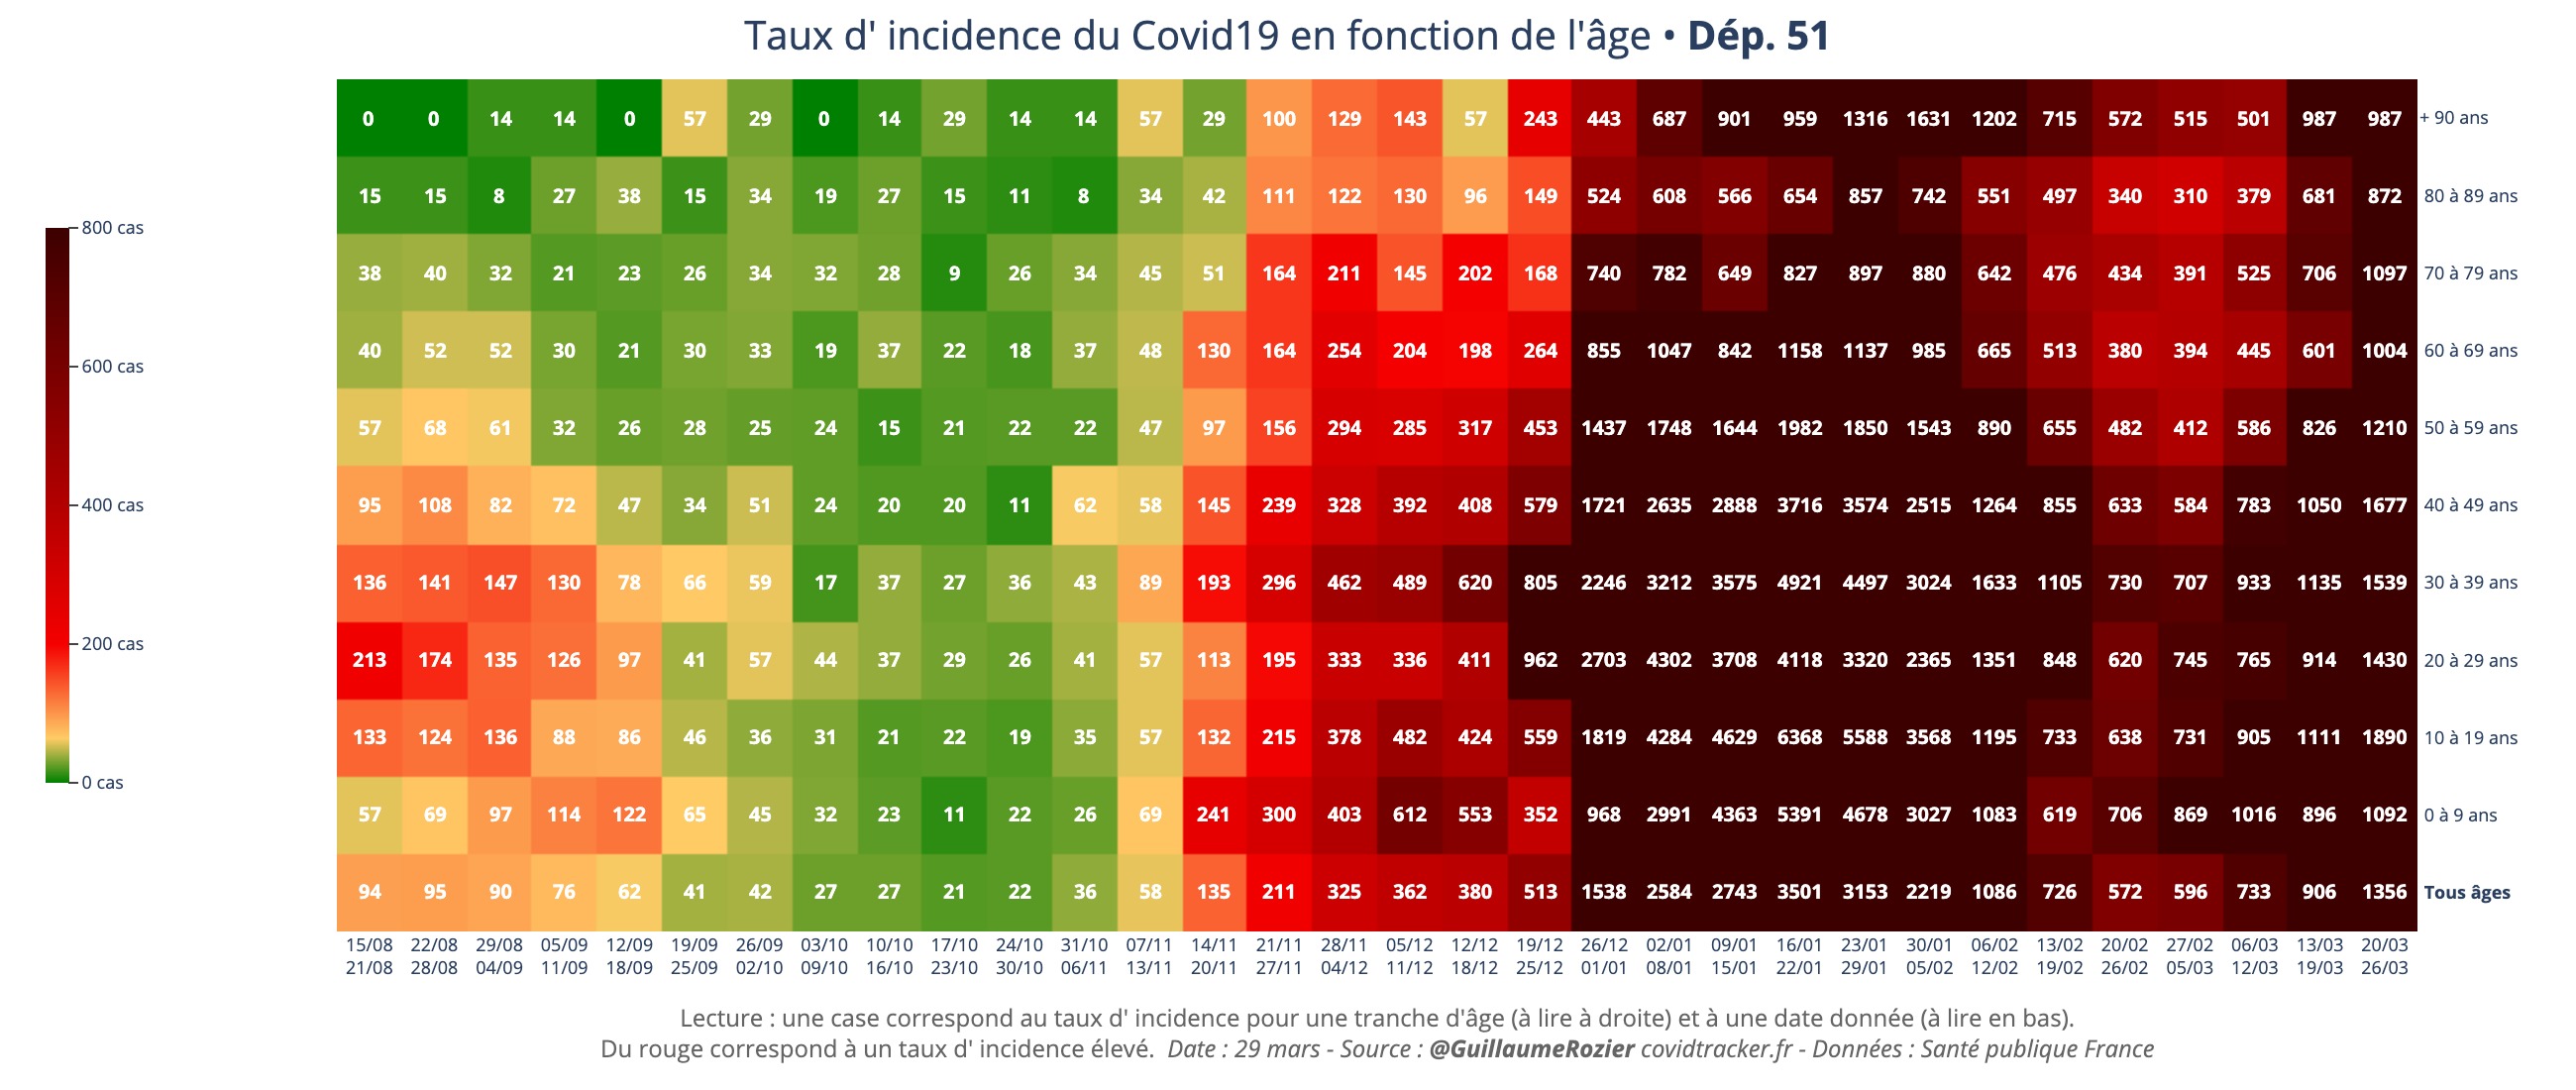 Taux d' incidence du Covid19 en fonction de l'âge • Dép. 51
0 0 14 14 0 57 29 0 14 29 14 14 57 29 100 129 143 57 243 443 687 901 959 1316 1631 1202 715 572 515 501 987 987 + 90 ans
15 15 8 27 38 15 34 19 27 15 11 8 34 42 111 122 130 96 149 524 608 566 654 857 742 551 497 340 310 379 681 872 80 à 89 ans
800 cas
38 40 32 21 23 26 34 32 28 9 26 34 45 51 164 211 145 202 168 740 782 649 827 897 880 642 476 434 391 525 706 1097 70 à 79 ans
40 52 52 30 21 30 33 19 37 22 18 37 48 130 164 254 204 198 264 855 1047 842 1158 1137 985 665 513 380 394 445 601 1004 60 à 69 ans
600 cas
57 68 61 32 26 28 25 24 15 21 22 22 47 97 156 294 285 317 453 1437 1748 1644 1982 1850 1543 890 655 482 412 586 826 1210 50 à 59 ans
95 108 82 72 47 34 51 24 20 20 11 62 58 145 239 328 392 408 579 1721 2635 2888 3716 3574 2515 1264 855 633 584 783 1050 1677 40 à 49 ans
400 cas
136 141 147 130 78 66 59 17 37 27 36 43 89 193 296 462 489 620 805 2246 3212 3575 4921 4497 3024 1633 1105 730 707 933 1135 1539 30 à 39 ans
200 cas
213 174 135 126 97 41 57 44 37 29 26 41 57 113 195 333 336 411 962 2703 4302 3708 4118 3320 2365 1351 848 620 745 765 914 1430 20 à 29 ans
133 124 136 88 86 46 36 31 21 22 19 35 57 132 215 378 482 424 559 1819 4284 4629 6368 5588 3568 1195 733 638 731 905 1111 1890 10 à 19 ans
0 cas
57 69 97 114 122 65 45 32 23 11 22 26 69 241 300 403 612 553 352 968 2991 4363 5391 4678 3027 1083 619 706 869 1016 896 1092 0 à 9 ans
94 95 90 76 62 41 42 27 27 21 22 36 58 135 211 325 362 380 513 1538 2584 2743 3501 3153 2219 1086 726 572 596 733 906 1356 Tous âges
15/08 22/08 29/08 05/09 12/09 19/09 26/09 03/10 10/10 17/10 24/10 31/10 07/11 14/11 21/11 28/11 05/12 12/12 19/12 26/12 02/01 09/01 16/01 23/01 30/01 06/02 13/02 20/02 27/02 06/03 13/03 20/03
21/08 28/08 04/09 11/09 18/09 25/09 02/10 09/10 16/10 23/10 30/10 06/11 13/11 20/11 27/11 04/12 11/12 18/12 25/12 01/01 08/01 15/01 22/01 29/01 05/02 12/02 19/02 26/02 05/03 12/03 19/03 26/03
Lecture : une case correspond au taux d' incidence pour une tranche d'âge (à lire à droite) et à une date donnée (à lire en bas).
Du rouge correspond à un taux d' incidence élevé. Date : 29 mars - Source : @GuillaumeRozier covidtracker.fr - Données : Santé publique France